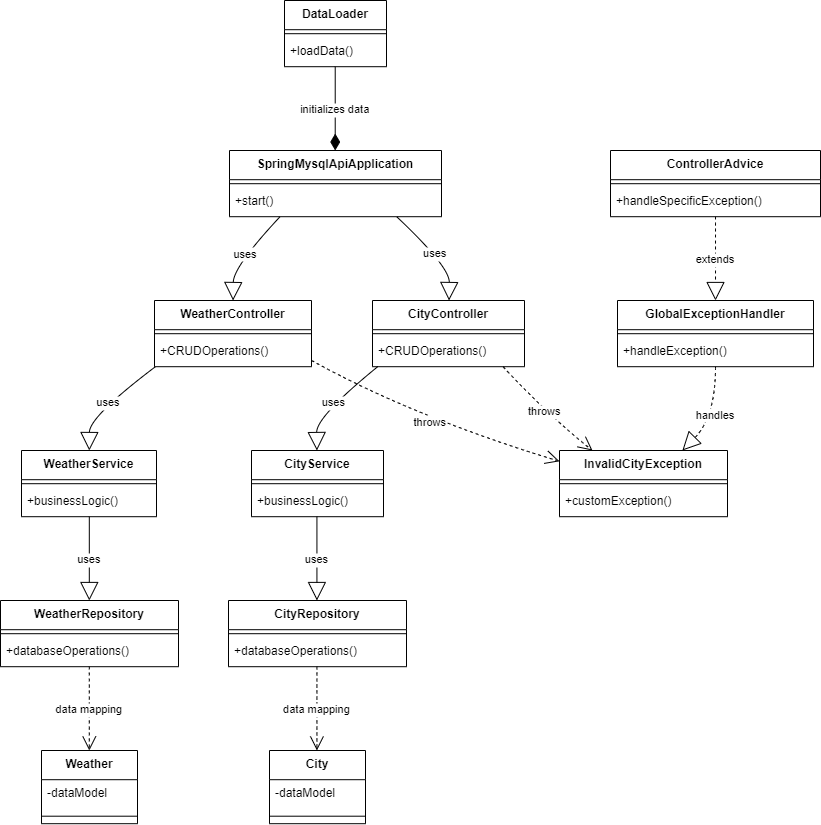 DataLoader
+loadData()
initializes data
SpringMysqlApiApplication
+start()
ControllerAdvice
+handleSpecificException()
uses
uses
extends
WeatherController
+CRUDOperations()
CityController
+CRUDOperations()
GlobalExceptionHandler
+handleException()
uses
uses
throws
throws
handles
WeatherService
+businessLogic()
CityService
+businessLogic()
InvalidCityException
+customException()
uses
uses
WeatherRepository
+databaseOperations()
CityRepository
+databaseOperations()
data mapping
data mapping
Weather
-dataModel
City
-dataModel